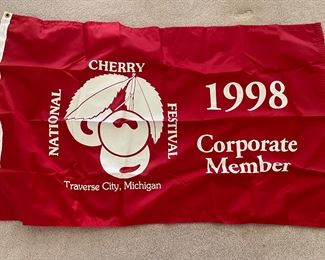 NATIONAL
CHERRY
FESTIVAL
Traverse City, Michigan
1998
Corporate
Member